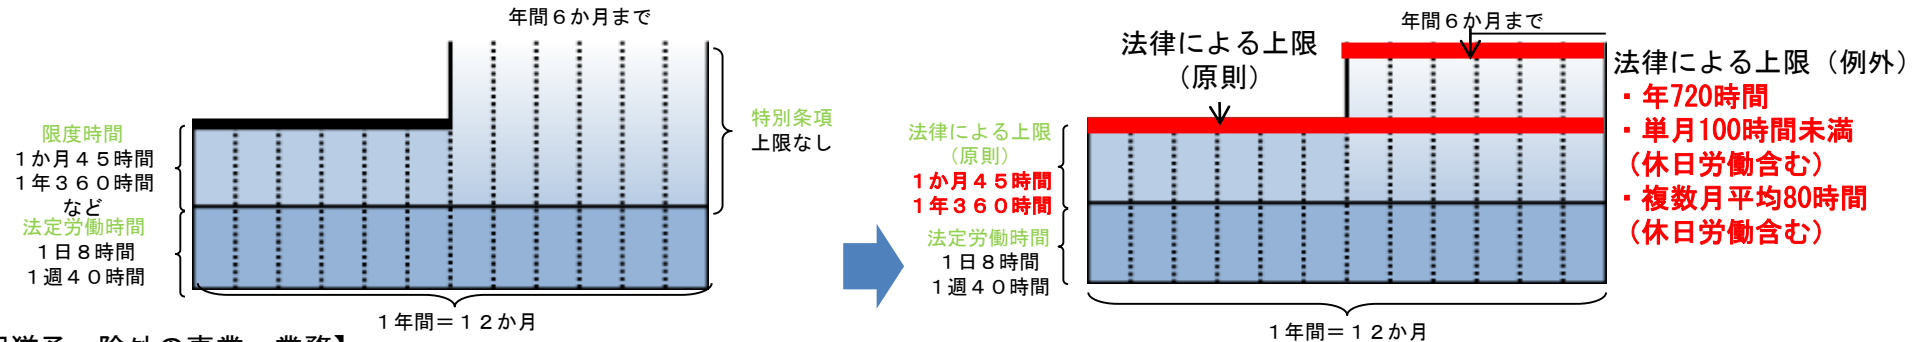 年間６か月まで
限度時間
１か月４５時間
１年３６０時間
など
法定労働時間
１日８時間
１週４０時間
特別条項
上限なし
１年間＝１２か月
年間６か月まで
法律による上限
（原則）
法律による上限
（原則）
１か月４５時間
１年３６０時間
法定労働時間
１日８時間
１週４０時間
法律による上限（例外）
・年720時間
・単月100時間未満
（休日労働含む）
・複数月平均80時間
（休日労働含む）
１年間＝１２か月